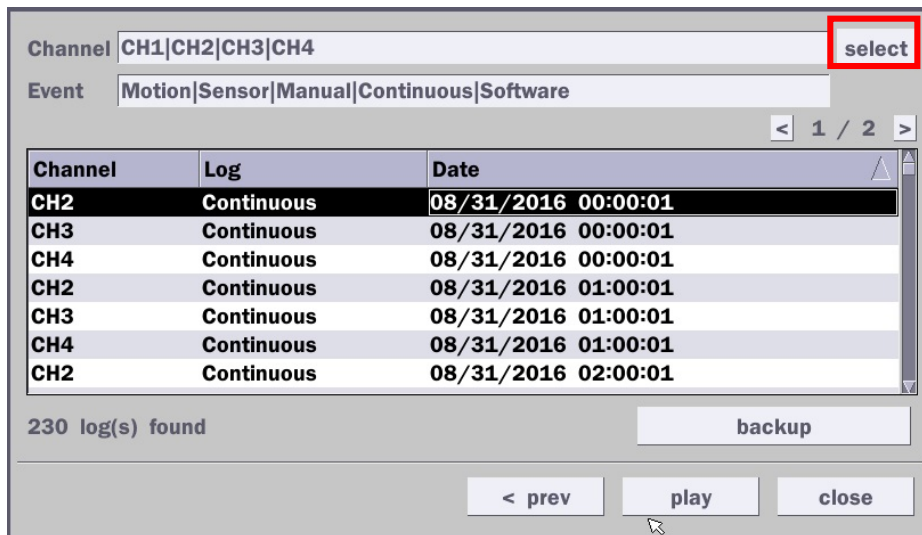 Channel CH1|CH2|CH3|CH4 select
Event Motion|Sensor|Manual|Continuous|Software
< 1 / 2 >
Channel Log Date
CH2 Continuous 08/31/2016 00:00:01
CH3 Continuous 08/31/2016 00:00:01
CH4 Continuous 08/31/2016 00:00:01
CH2 Continuous 08/31/2016 01:00:01
CH3 Continuous 08/31/2016 01:00:01
CH4 Continuous 08/31/2016 01:00:01
CH2 Continuous 08/31/2016 02:00:01
230 log(s) found backup
< prev play close